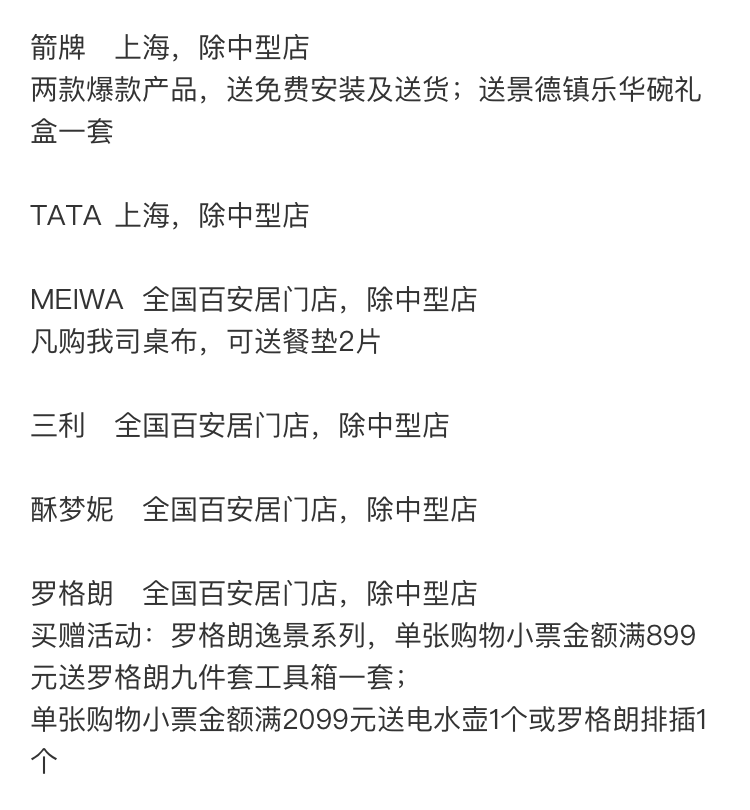 箭牌　上海，除中型店
两款爆款产品，送免费安装及送货；送景德镇乐华碗礼
盒一套
TATA 上海，除中型店
MEIWA 全国百安居门店，除中型店
凡购我司桌布，可送餐垫2片
三利　全国百安居门店，除中型店
酥梦妮　全国百安居门店，除中型店
罗格朗　全国百安居门店，除中型店
买赠活动：罗格朗逸景系列，单张购物小票金额满899
元送罗格朗九件套工具箱一套；
单张购物小票金额满2099元送电水壶1个或罗格朗排插1
个